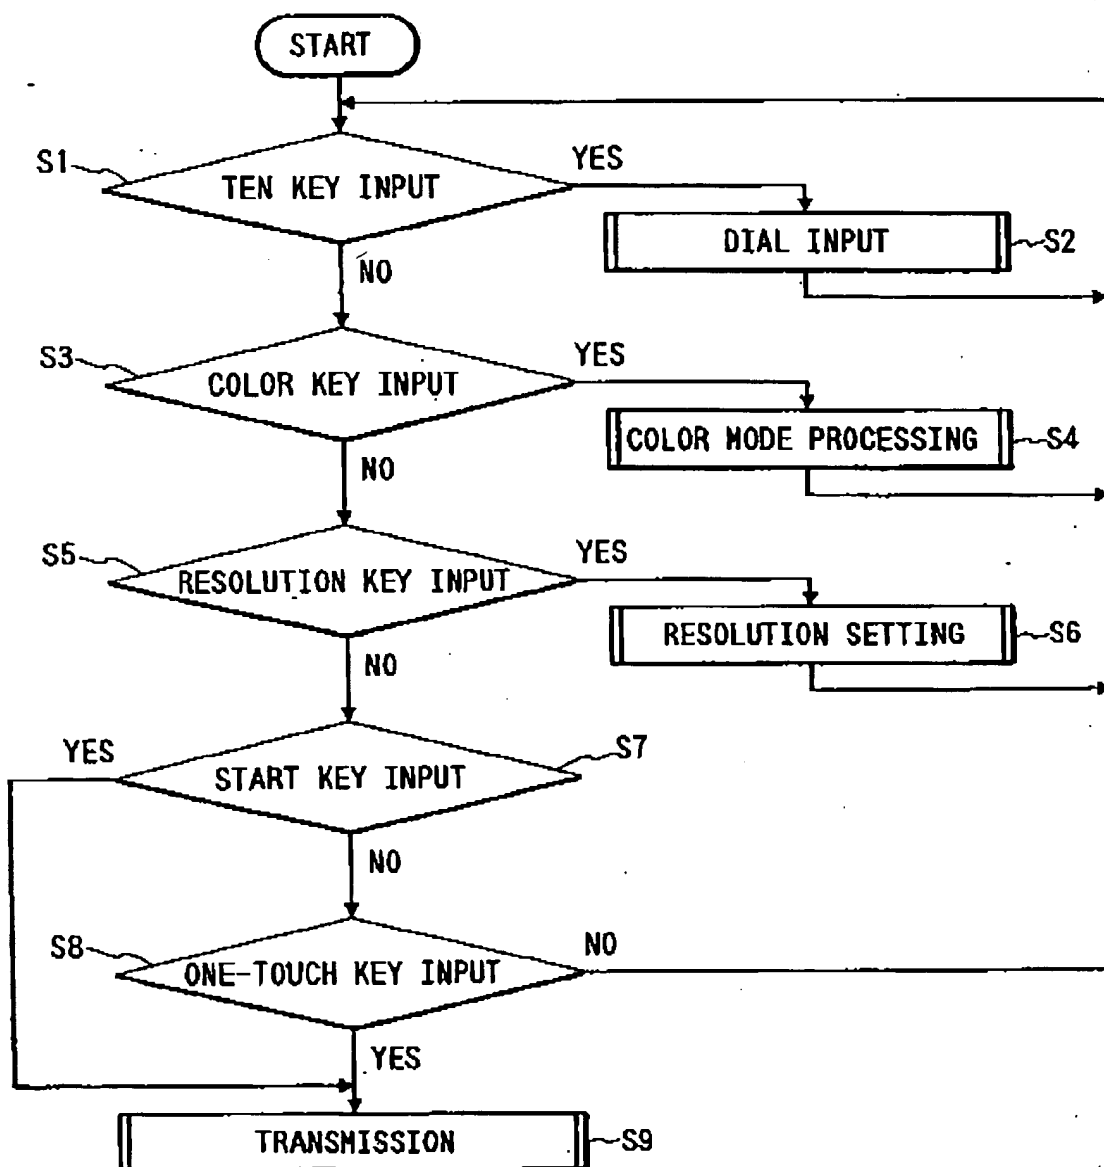 START
S1
TEN KEY INPUT
YES
DIAL INPUT
S2
NO
S3
COLOR KEY INPUT
YES
COLOR MODE PROCESSING
S4
NO
S5
RESOLUTION KEY INPUT
YES
RESOLUTION SETTING
S6
NO
YES
START KEY INPUT
S7
NO
S8
ONE-TOUCH KEY INPUT
NO
YES
TRANSMISSION
S9